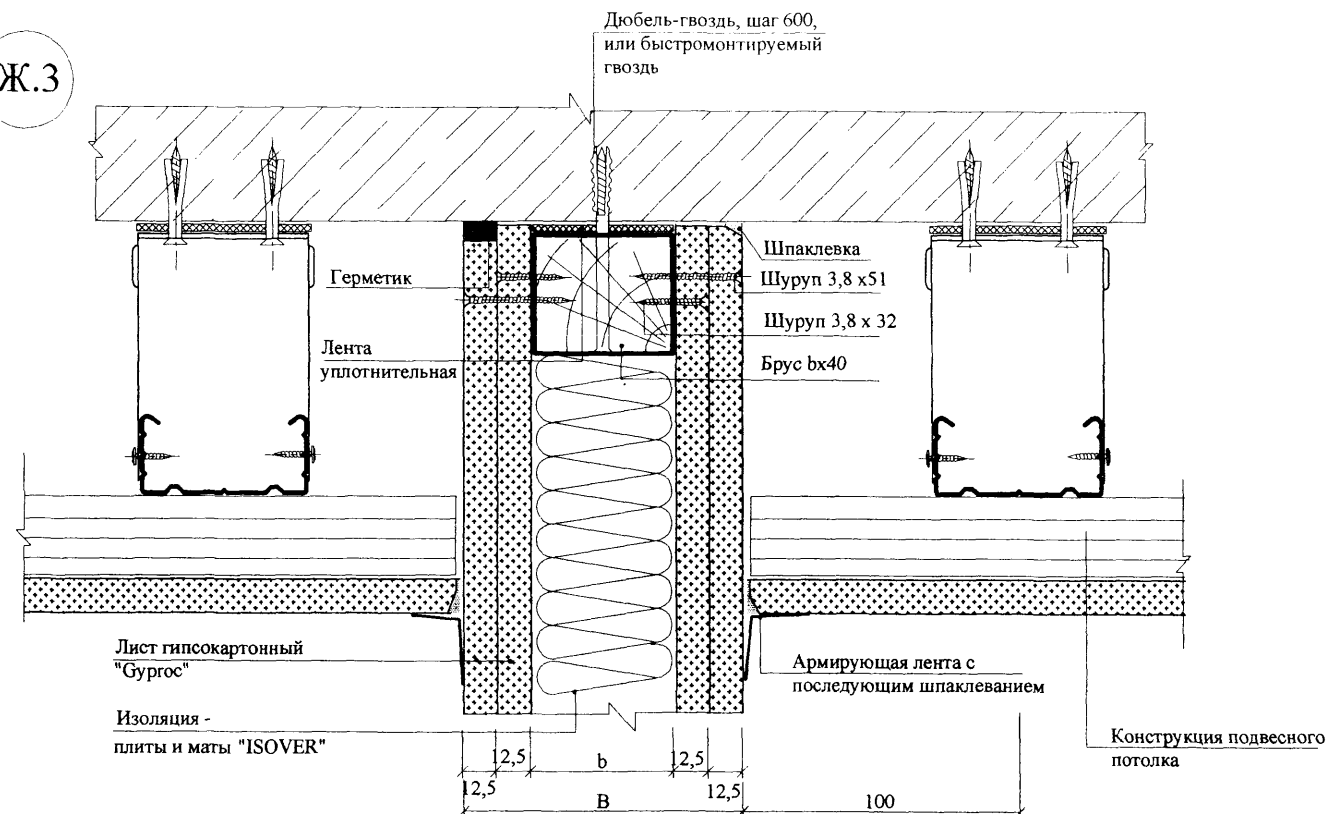 Дюбель-гвоздь, шаг 600,
или быстромонтируемый
гвоздь
Ж.3
Шпаклевка
Герметик
Шуруп 3,8 х51
Шуруп 3,8 х 32
Лента
уплотнительная
Брус bх40
Лист гипсокартонный
"Gyproc"
Армирующая лента с
последующим шпаклеванием
Изоляция -
плиты и маты "ISOVER"
Конструкция подвесного
потолка
12,5
b
12,5
12,5
В
12,5
100